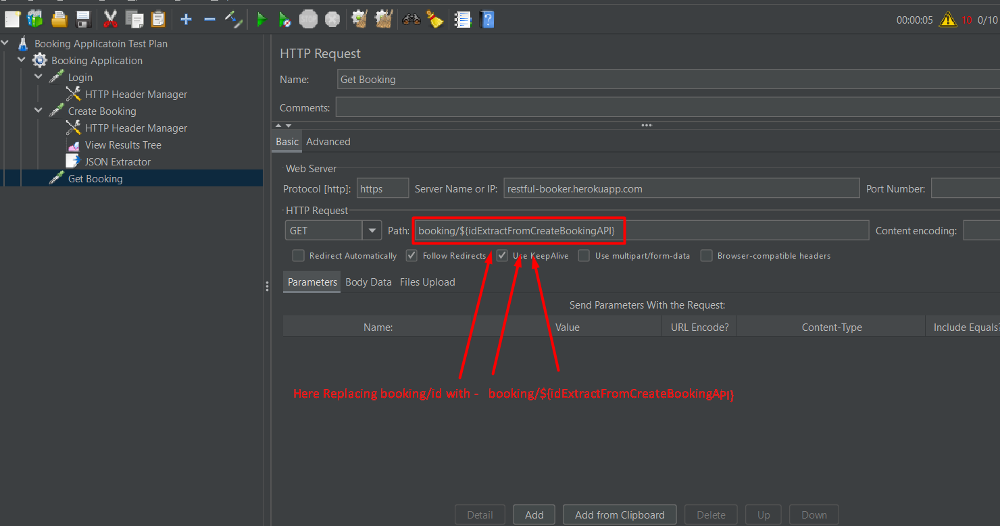 STOP
00:00:05 10 0/10
Booking Applicatoin Test Plan
Booking Application
Login
HTTP Header Manager
Create Booking
HTTP Header Manager
View Results Tree
JSON Extractor
Get Booking
HTTP Request
Name: Get Booking
Comments:
Basic Advanced
Web Server
Protocol [http]: https Server Name or IP: restful-booker.herokuapp.com Port Number:
HTTP Request
GET Path: booking/${idExtractFromCreateBookingAPI} Content encoding:
Redirect Automatically Follow Redirects Use KeepAlive Use multipart/form-data Browser-compatible headers
Parameters Body Data Files Upload
Send Parameters With the Request:
Name: Value URL Encode? Content-Type Include Equals?
Here Replacing booking/id with - booking/${idExtractFromCreateBookingAPI}
Detail Add Add from Clipboard Delete Up Down